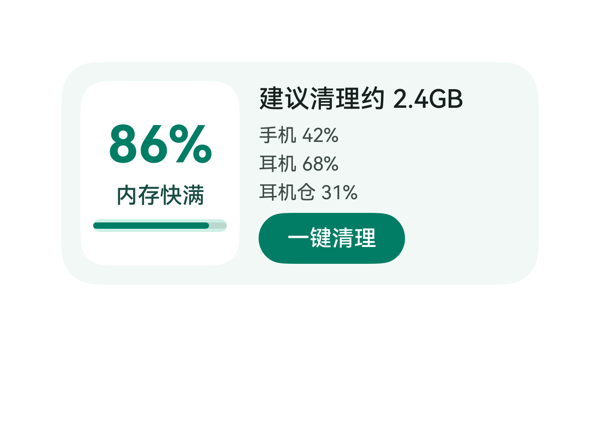 86%
内存快满
建议清理约 2.4GB
手机 42%
耳机 68%
耳机仓 31%
一键清理